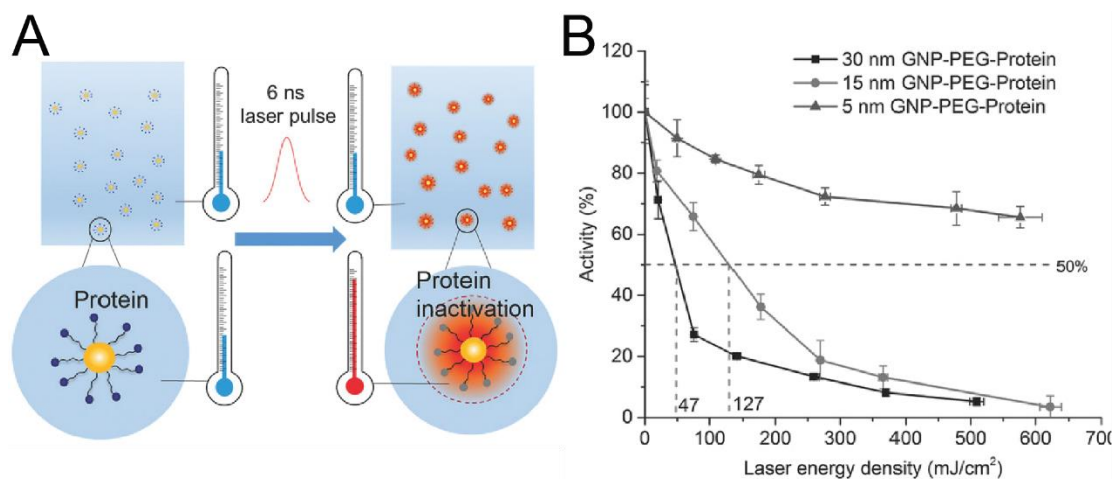 A
6 ns
laser pulse
Protein
Protein
inactivation
B
30 nm GNP-PEG-Protein
15 nm GNP-PEG-Protein
5 nm GNP-PEG-Protein
120
100
80
60
40
20
0
Activity (%)
50%
47
127
0 100 200 300 400 500 600 700
Laser energy density (mJ/cm²)